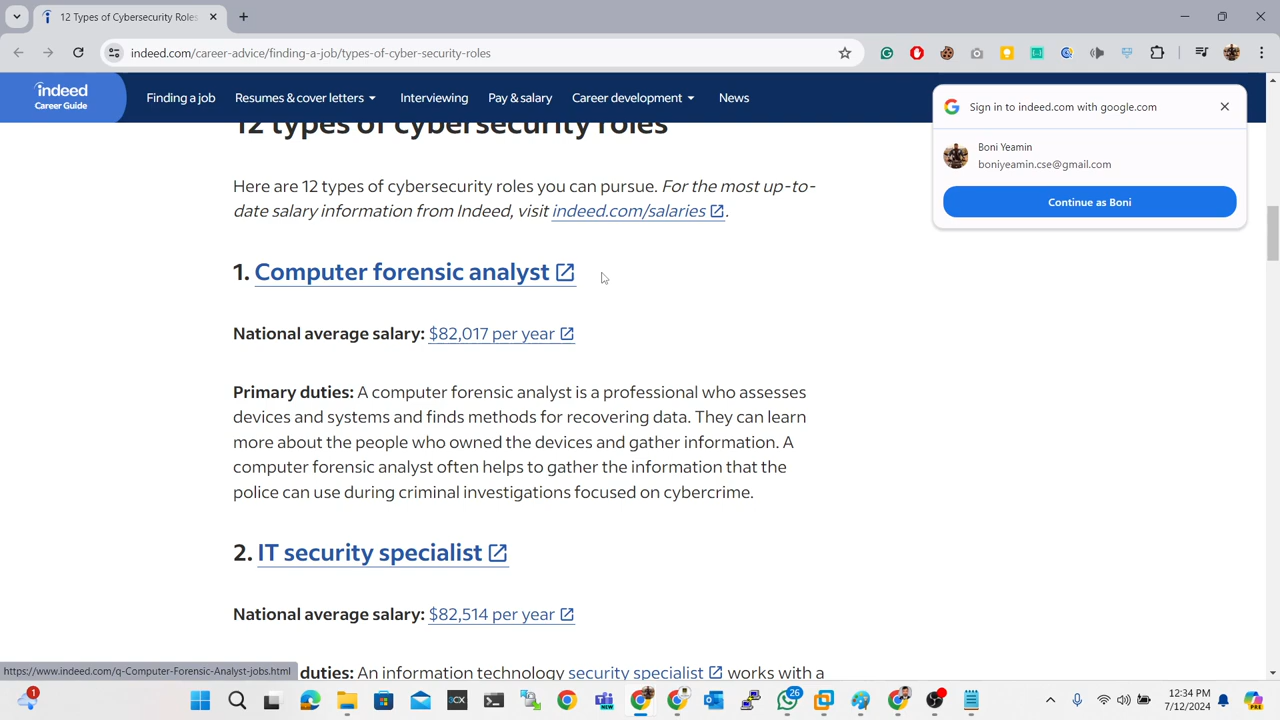 12 Types of Cybersecurity Roles
indeed.com/career-advice/finding-a-job/types-of-cyber-security-roles
indeed
Career Guide
Finding a job
Resumes & cover letters
Interviewing
Pay & salary
Career development
News
Sign in to indeed.com with google.com
Boni Yeamin
boniyeamin.cse@gmail.com
Continue as Boni
12 types of cybersecurity roles
Here are 12 types of cybersecurity roles you can pursue. For the most up-to-
date salary information from Indeed, visit indeed.com/salaries.
1. Computer forensic analyst
National average salary: $82,017 per year
Primary duties: A computer forensic analyst is a professional who assesses
devices and systems and finds methods for recovering data. They can learn
more about the people who owned the devices and gather information. A
computer forensic analyst often helps to gather the information that the
police can use during criminal investigations focused on cybercrime.
2. IT security specialist
National average salary: $82,514 per year
duties: An information technology security specialist works with a
https://www.indeed.com/q-Computer-Forensic-Analyst-jobs.html
1
SCX
NEW
26
12:34 PM
7/12/2024
PRE